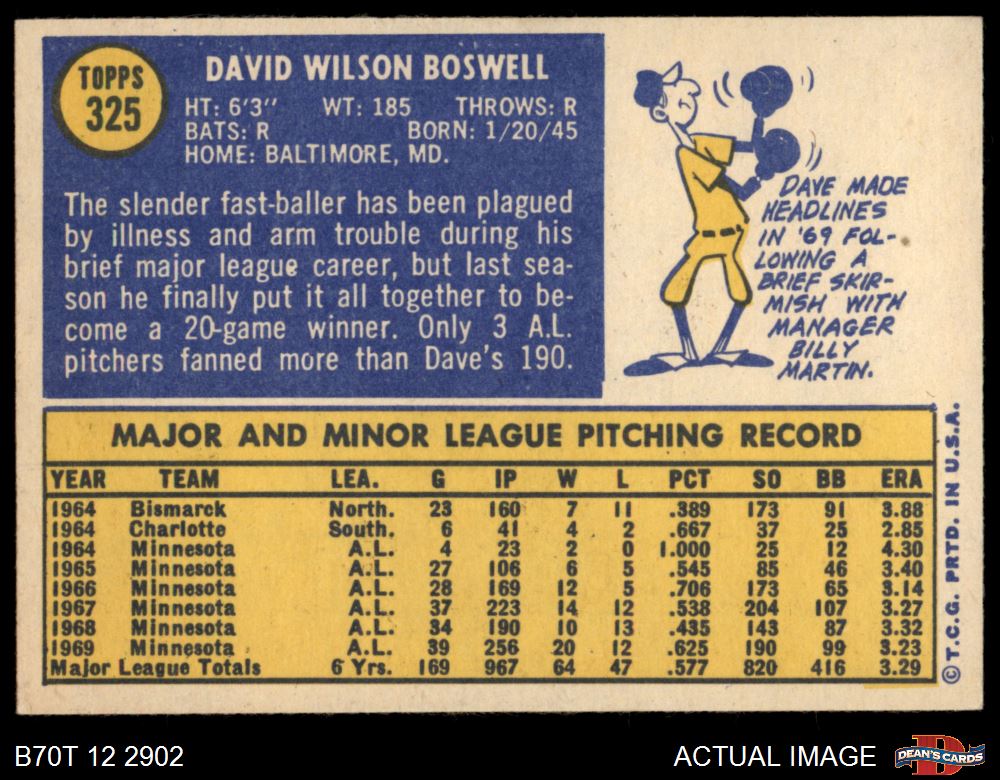 TOPPS
325
DAVID WILSON BOSWELL
HT: 6'3" WT: 185 THROWS: R
BATS: R BORN: 1/20/45
HOME: BALTIMORE, MD.
The slender fast-baller has been plagued
by illness and arm trouble during his
brief major league career, but last sea-
son he finally put it all together to be-
come a 20-game winner. Only 3 A.L.
pitchers fanned more than Dave's 190.
DAVE MADE
HEADLINES
IN '69 FOL-
LOWING A
BRIEF SKIR-
MISH WITH
MANAGER
BILLY
MARTIN.
MAJOR AND MINOR LEAGUE PITCHING RECORD
YEAR TEAM LEA. G IP W L PCT SO BB ERA
1964 Bismarck North. 23 160 7 11 .389 173 91 3.88
1964 Charlotte South. 6 41 4 2 .667 37 25 2.85
1964 Minnesota A.L. 4 23 2 0 1.000 25 12 4.30
1965 Minnesota A.L. 27 106 6 5 .545 85 46 3.40
1966 Minnesota A.L. 28 169 12 5 .706 173 65 3.14
1967 Minnesota A.L. 37 223 14 12 .538 204 107 3.27
1968 Minnesota A.L. 34 190 10 13 .435 143 87 3.32
1969 Minnesota A.L. 39 256 20 12 .625 190 99 3.23
Major League Totals 6 Yrs. 169 967 64 47 .577 820 416 3.29
© T.C.G. PRTD. IN U.S.A.
B70T 12 2902
ACTUAL IMAGE
DEAN'S CARDS